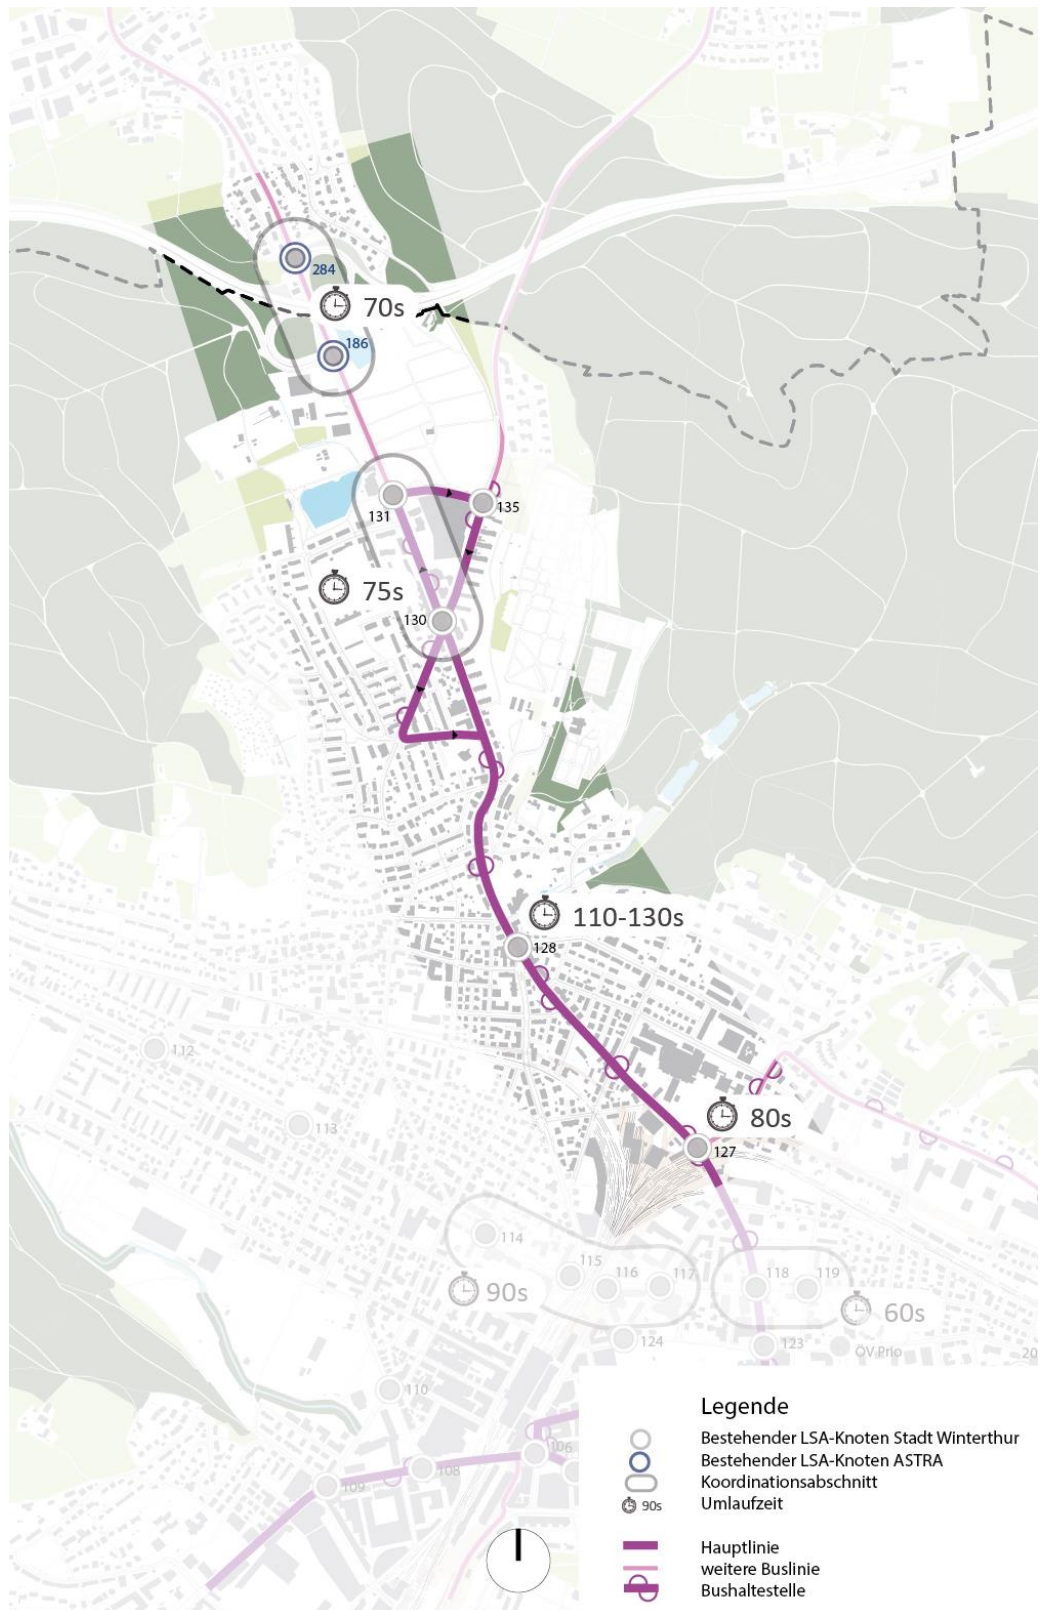 284
70s
186
131
135
75s
130
110-130s
128
112
80s
113
127
114
115
116
117
118
119
90s
60s
124
123
ÖV Prio
20
110
106
108
109
Legende
Bestehender LSA-Knoten Stadt Winterthur
Bestehender LSA-Knoten ASTRA
Koordinationsabschnitt
90s Umlaufzeit
Hauptlinie
weitere Buslinie
Bushaltestelle